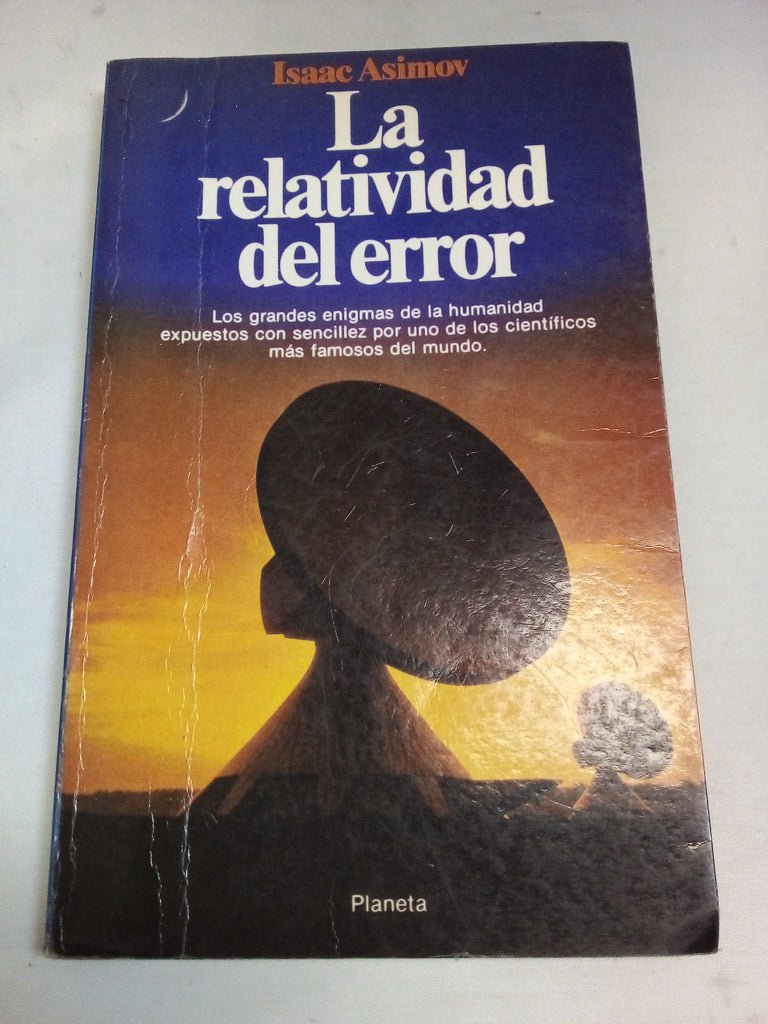 Isaac Asimov
La
relatividad
del error
Los grandes enigmas de la humanidad
expuestos con sencillez por uno de los científicos
más famosos del mundo.
Planeta